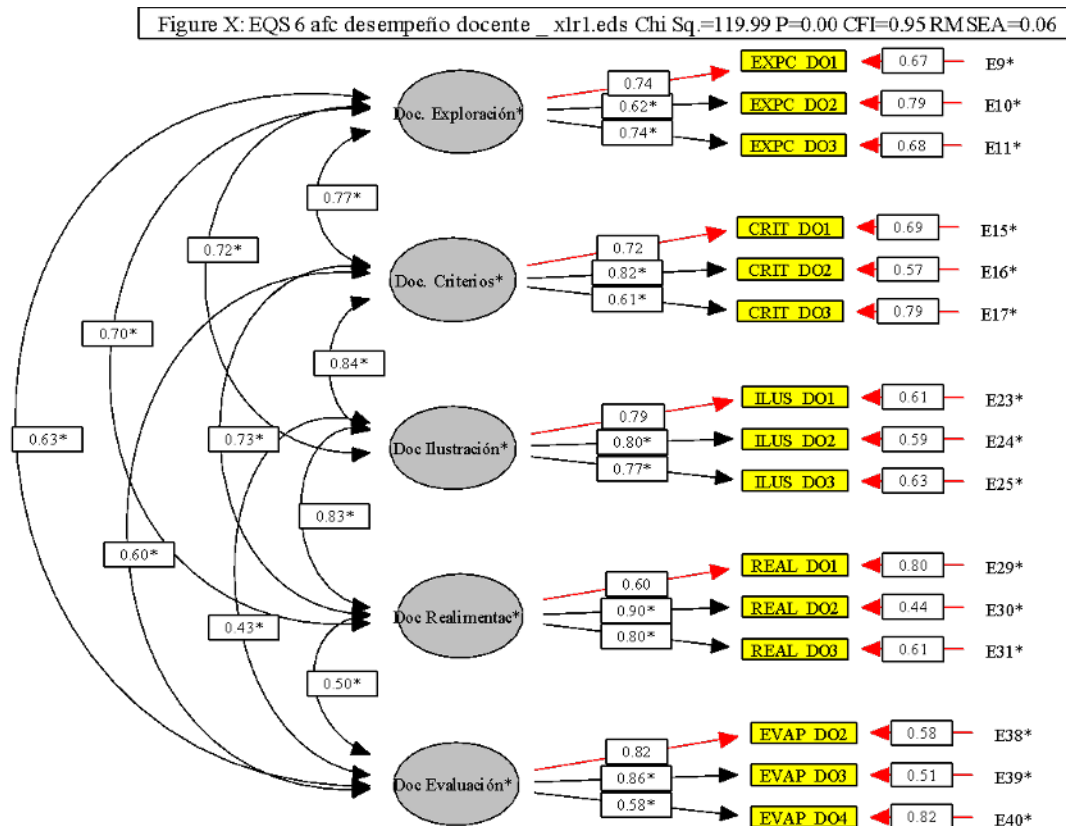 Figure X: EQS 6 afc desempeño docente _ xlr1.eds Chi Sq.=119.99 P=0.00 CFI=0.95 RMSEA=0.06
Doc. Exploración*
0.74 EXPC DO1 0.67 E9*
0.62* EXPC DO2 0.79 E10*
0.74* EXPC DO3 0.68 E11*
0.77*
0.72*
Doc. Criterios*
0.72 CRIT DO1 0.69 E15*
0.82* CRIT DO2 0.57 E16*
0.61* CRIT DO3 0.79 E17*
0.70*
0.84*
Doc Ilustración*
0.79 ILUS DO1 0.61 E23*
0.80* ILUS DO2 0.59 E24*
0.77* ILUS DO3 0.63 E25*
0.63*
0.73*
0.83*
0.60*
Doc Realimentac*
0.60 REAL DO1 0.80 E29*
0.90* REAL DO2 0.44 E30*
0.80* REAL DO3 0.61 E31*
0.43*
0.50*
Doc Evaluación*
0.82 EVAP DO2 0.58 E38*
0.86* EVAP DO3 0.51 E39*
0.58* EVAP DO4 0.82 E40*